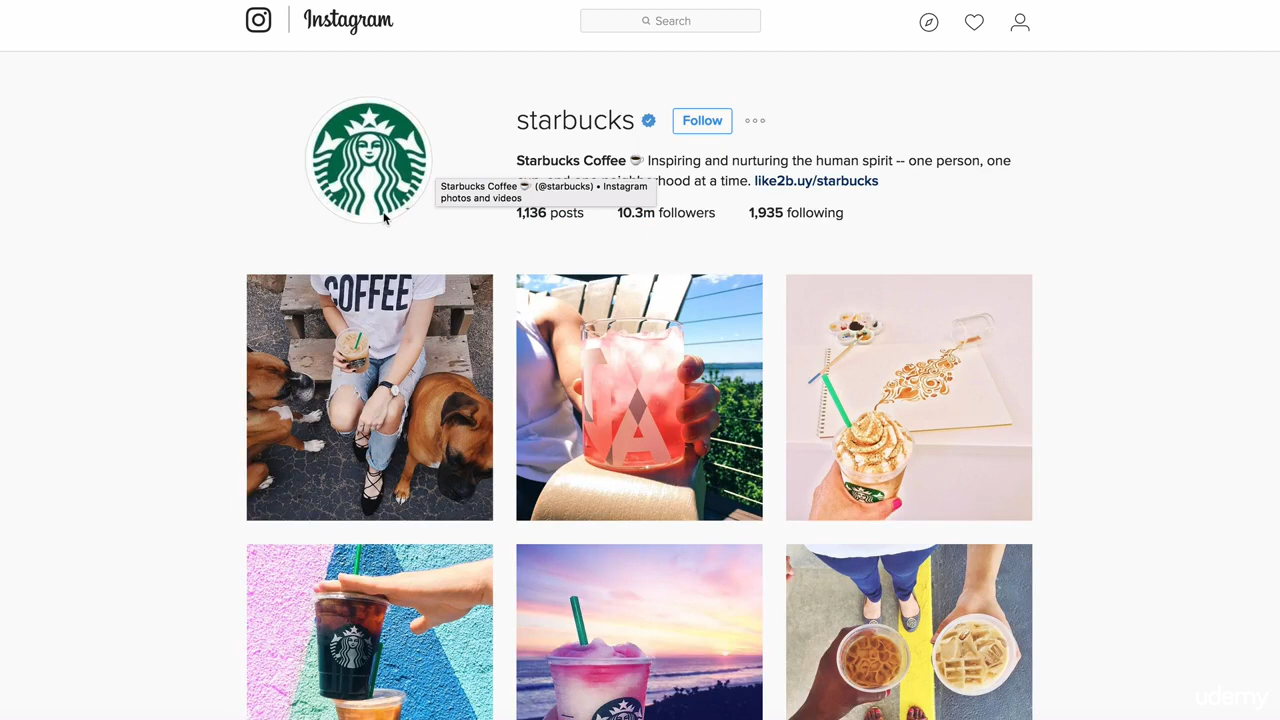 Instagram
Search
starbucks Follow
Starbucks Coffee ☕ Inspiring and nurturing the human spirit -- one person, one
neighborhood at a time. like2b.uy/starbucks
Starbucks Coffee ☕ (@starbucks) • Instagram
photos and videos
1,136 posts 10.3m followers 1,935 following
COFFEE
A
udemy